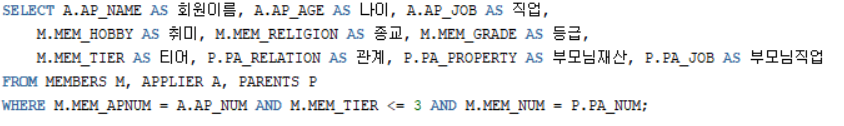 SELECT A.AP_NAME AS 회원이름, A.AP_AGE AS 나이, A.AP_JOB AS 직업,
M.MEM_HOBBY AS 취미, M.MEM_RELIGION AS 종교, M.MEM_GRADE AS 등급,
M.MEM_TIER AS 티어, P.PA_RELATION AS 관계, P.PA_PROPERTY AS 부모님재산, P.PA_JOB AS 부모님직업
FROM MEMBERS M, APPLIER A, PARENTS P
WHERE M.MEM_APNUM = A.AP_NUM AND M.MEM_TIER <= 3 AND M.MEM_NUM = P.PA_NUM;